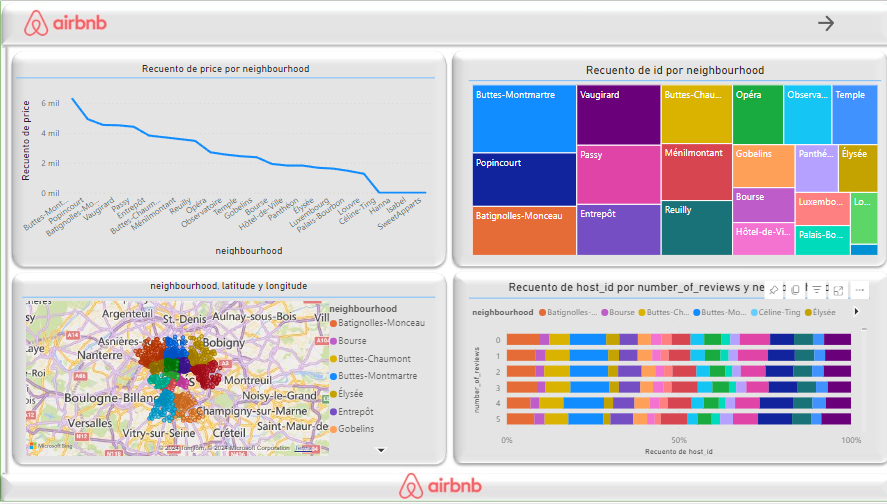 airbnb
Recuento de price por neighbourhood
Recuento de price
6 mil
4 mil
2 mil
0 mil
Buttes-Mont...
Popincourt
Batignolles-Mo...
Vaugirard
Passy
Entrepôt
Buttes-Chaum...
Ménilmontant
Reuilly
Opéra
Observatoire
Temple
Gobelins
Bourse
Hôtel-de-Ville
Panthéon
Élysée
Luxembourg
Palais-Bourbon
Louvre
Céline-Ting
Hanna
Isabel
SweetApparts
neighbourhood
Recuento de id por neighbourhood
Buttes-Montmartre
Popincourt
Batignolles-Monceau
Vaugirard
Passy
Entrepôt
Buttes-Chau...
Ménilmontant
Reuilly
Opéra
Observa...
Temple
Gobelins
Bourse
Hôtel-de-Vi...
Panthé...
Élysée
Luxembo...
Palais-Bo...
Lo...
neighbourhood, latitude y longitude
Argenteuil
St.-Denis
Aulnay-sous-Bois
Asnières-
Bobigny
Nanterre
Montreuil
Boulogne-Billanc
Noisy-le-Grand
Champigny-sur-Marne
Versailles
Vitry-sur-Seine
Créteil
Saint-Maur-de
A14
A13
N12
Microsoft Bing
© 2024 TomTom, © 2024 Microsoft Corporation
neighbourhood
Batignolles-Monceau
Bourse
Buttes-Chaumont
Buttes-Montmartre
Élysée
Entrepôt
Gobelins
Recuento de host_id por number_of_reviews y ne
neighbourhood
Batignolles-...
Bourse
Buttes-Ch...
Buttes-Mo...
Céline-Ting
Élysée
number_of_reviews
0
1
2
3
4
5
0%
50%
100%
Recuento de host_id
airbnb